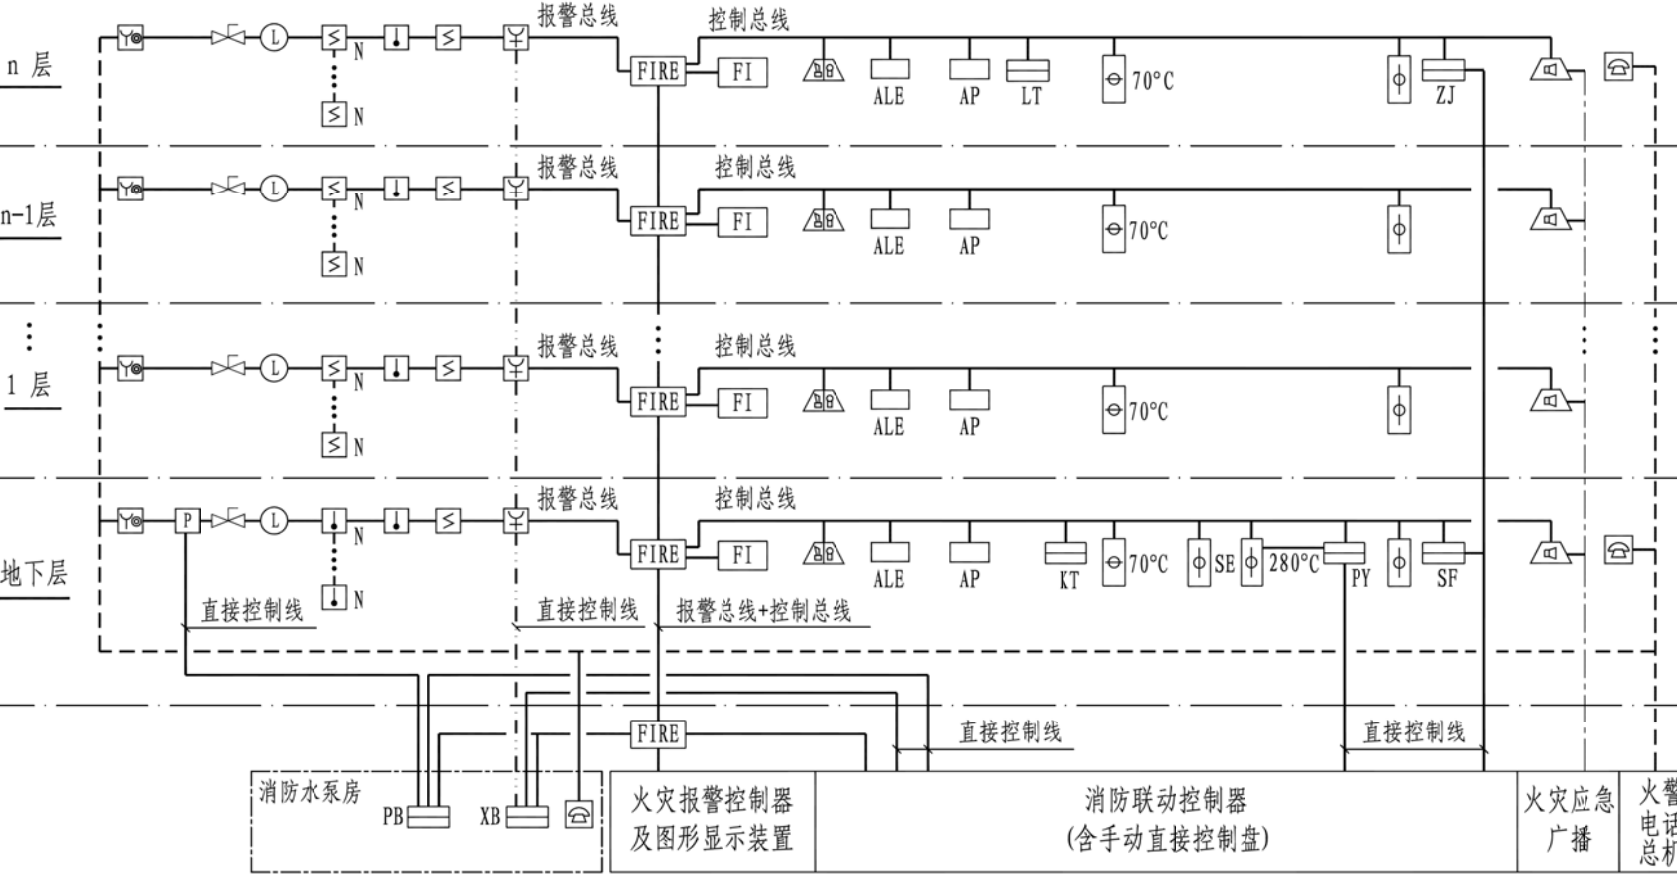 报警总线 控制总线
n 层 L N FIRE FI 70°C
ALE AP LT ZJ
N
报警总线 控制总线
n-1层 L N FIRE FI 70°C
ALE AP
N
报警总线 控制总线
1 层 L N FIRE FI 70°C
ALE AP
N
报警总线 控制总线
P L N FIRE FI 70°C SE 280°C
地下层 ALE AP KT PY SF
N
直接控制线 直接控制线 报警总线+控制总线
FIRE 直接控制线 直接控制线
消防水泵房
PB XB
火灾报警控制器
及图形显示装置
消防联动控制器
(含手动直接控制盘)
火灾应急
广播
火警
电话
总机